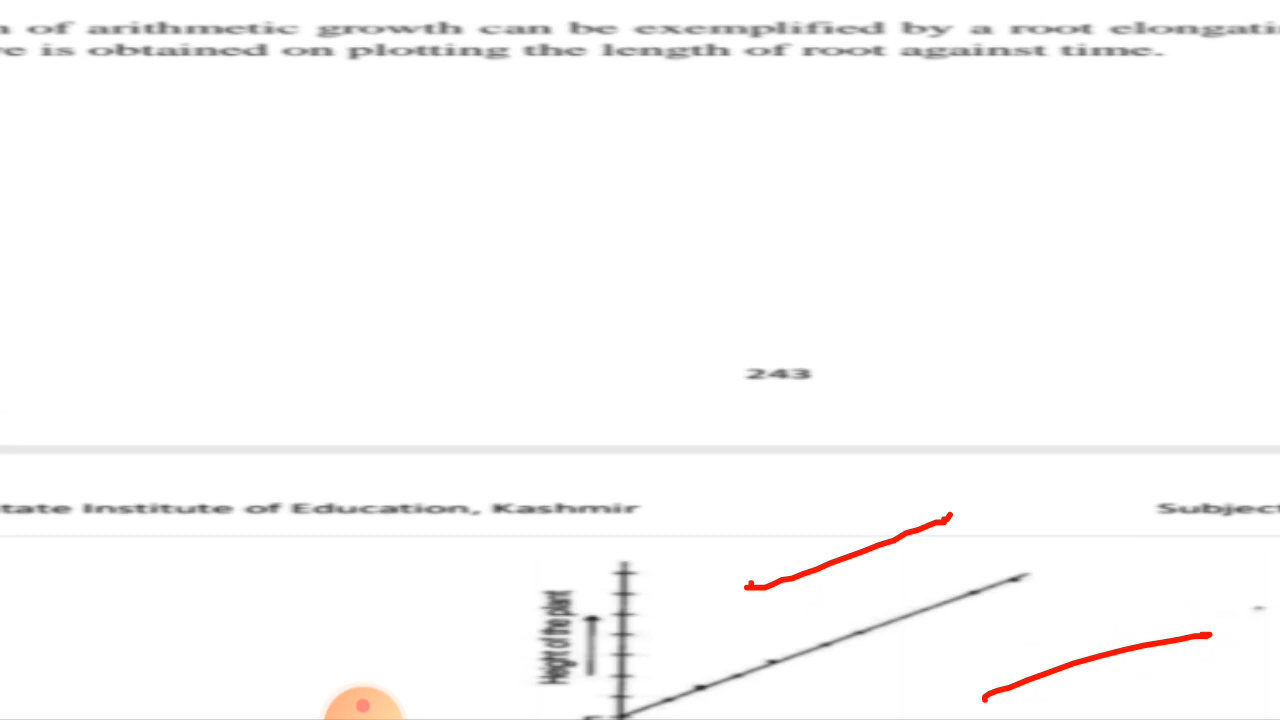 of arithmetic growth can be exemplified by a root elongati
e is obtained on plotting the length of root against time.
243
tate Institute of Education, Kashmir
Subject
Height of the plant